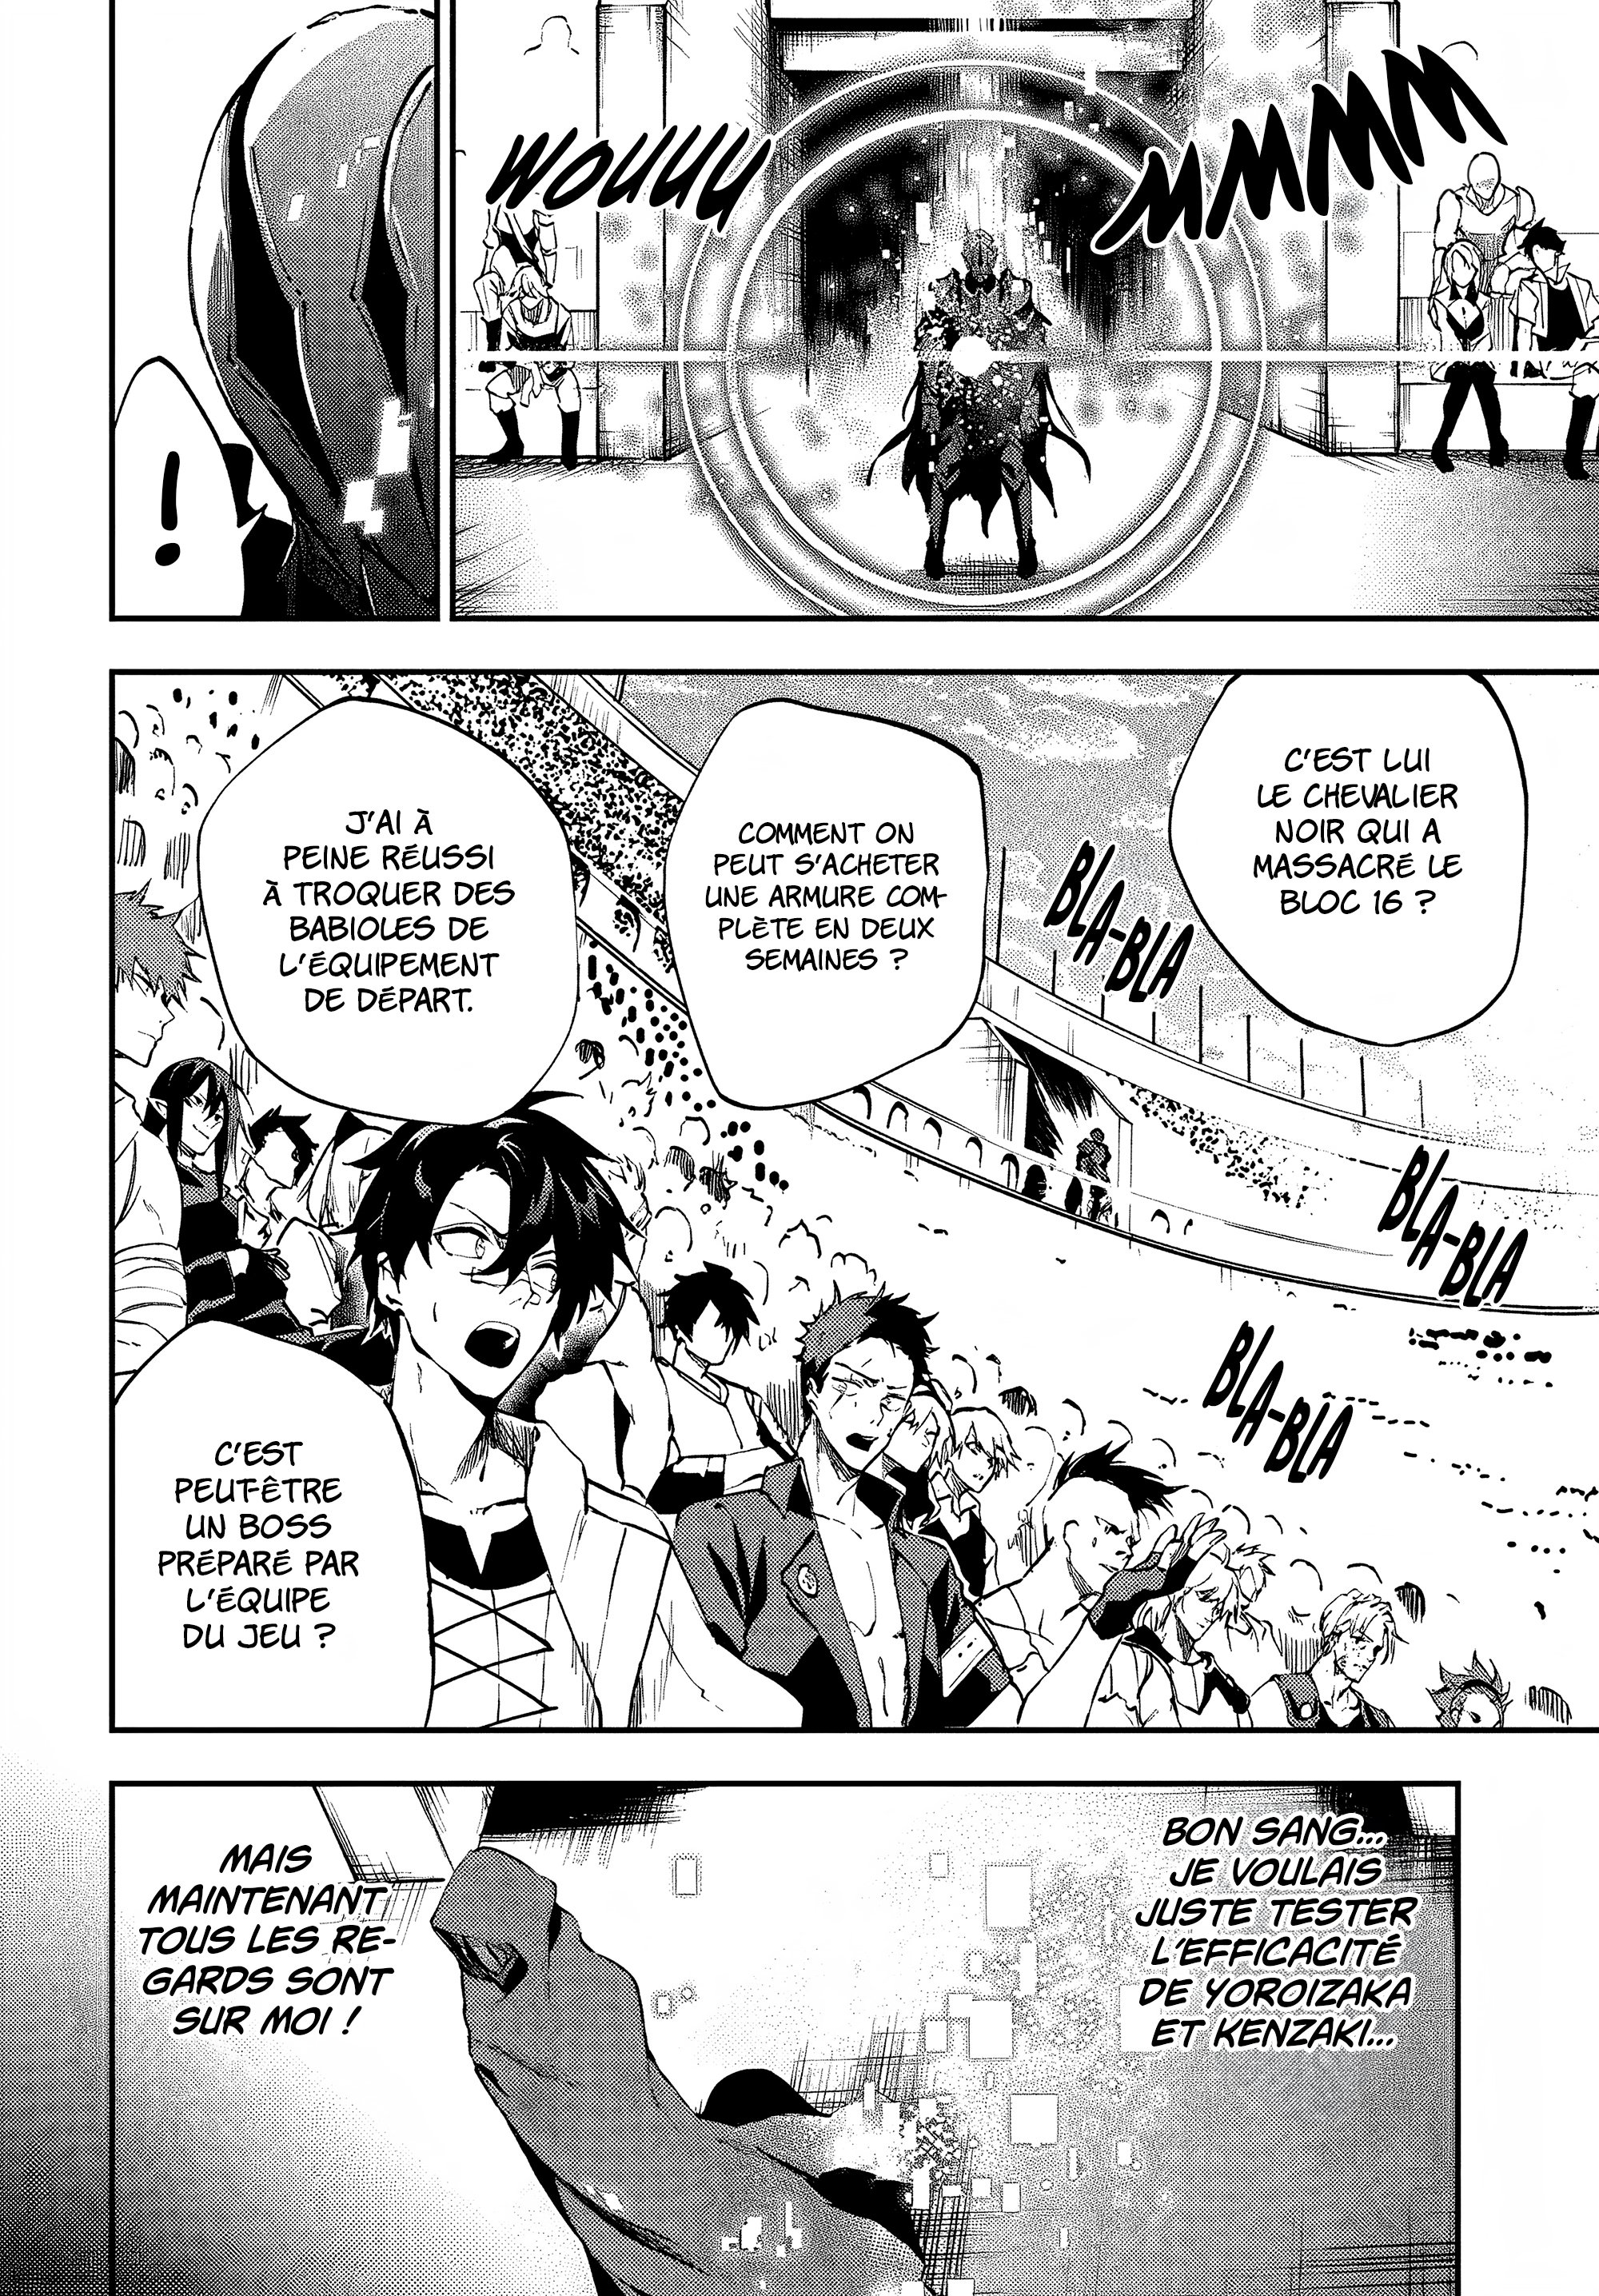 WOUUU
MMMM
!
C'EST LUI
LE CHEVALIER
NOIR QUI A
MASSACRÉ LE
BLOC 16 ?
BLA-BLA
COMMENT ON
PEUT S'ACHETER
UNE ARMURE COM-
PLÈTE EN DEUX
SEMAINES ?
J'AI À
PEINE RÉUSSI
À TROQUER DES
BABIOLES DE
L'ÉQUIPEMENT
DE DÉPART.
BLA-BLA
BLA-BLA
C'EST
PEUT-ÊTRE
UN BOSS
PRÉPARÉ PAR
L'ÉQUIPE
DU JEU ?
BON SANG...
JE VOULAIS
JUSTE TESTER
L'EFFICACITÉ
DE YOROIZAKA
ET KENZAKI...
MAIS
MAINTENANT
TOUS LES RE-
GARDS SONT
SUR MOI !